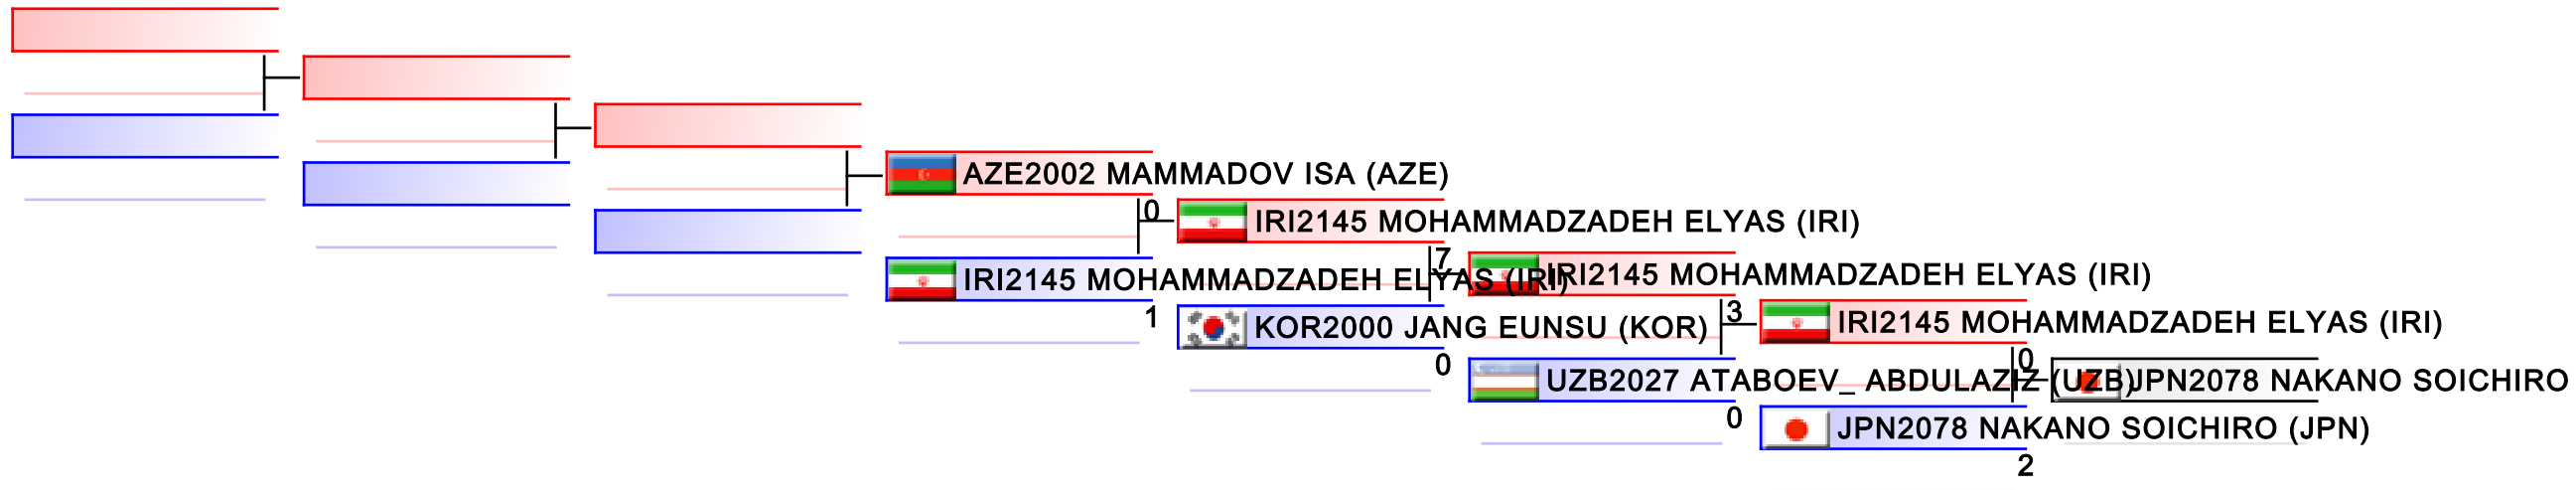 AZE2002 MAMMADOV ISA (AZE)
0
IRI2145 MOHAMMADZADEH ELYAS (IRI)
IRI2145 MOHAMMADZADEH ELYAS (IRI)
1
7
KOR2000 JANG EUNSU (KOR)
0
IRI2145 MOHAMMADZADEH ELYAS (IRI)
3
UZB2027 ATABOEV_ ABDULAZIZ (UZB)
0
IRI2145 MOHAMMADZADEH ELYAS (IRI)
0
JPN2078 NAKANO SOICHIRO (JPN)
2
JPN2078 NAKANO SOICHIRO